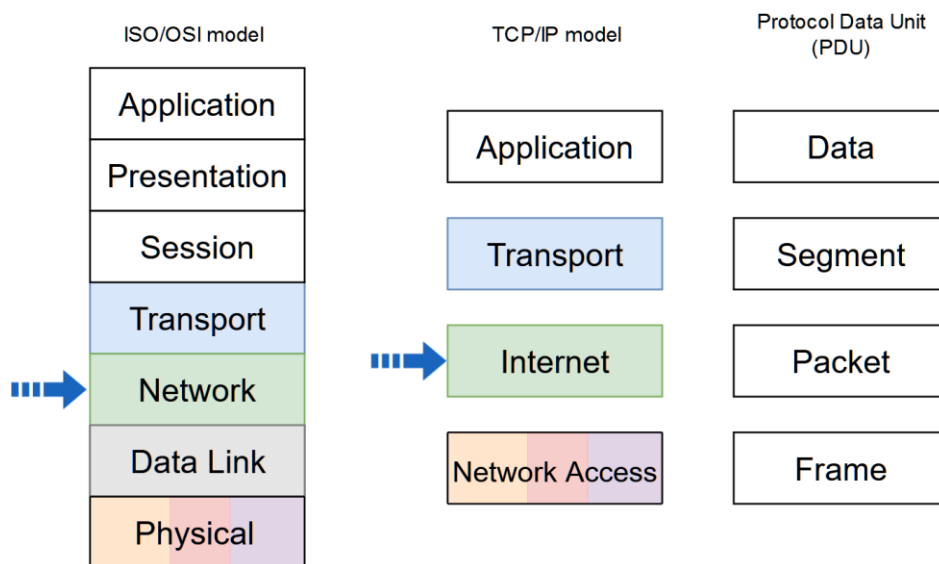 ISO/OSI model
Application
Presentation
Session
Transport
Network
Data Link
Physical
TCP/IP model
Application
Transport
Internet
Network Access
Protocol Data Unit
(PDU)
Data
Segment
Packet
Frame